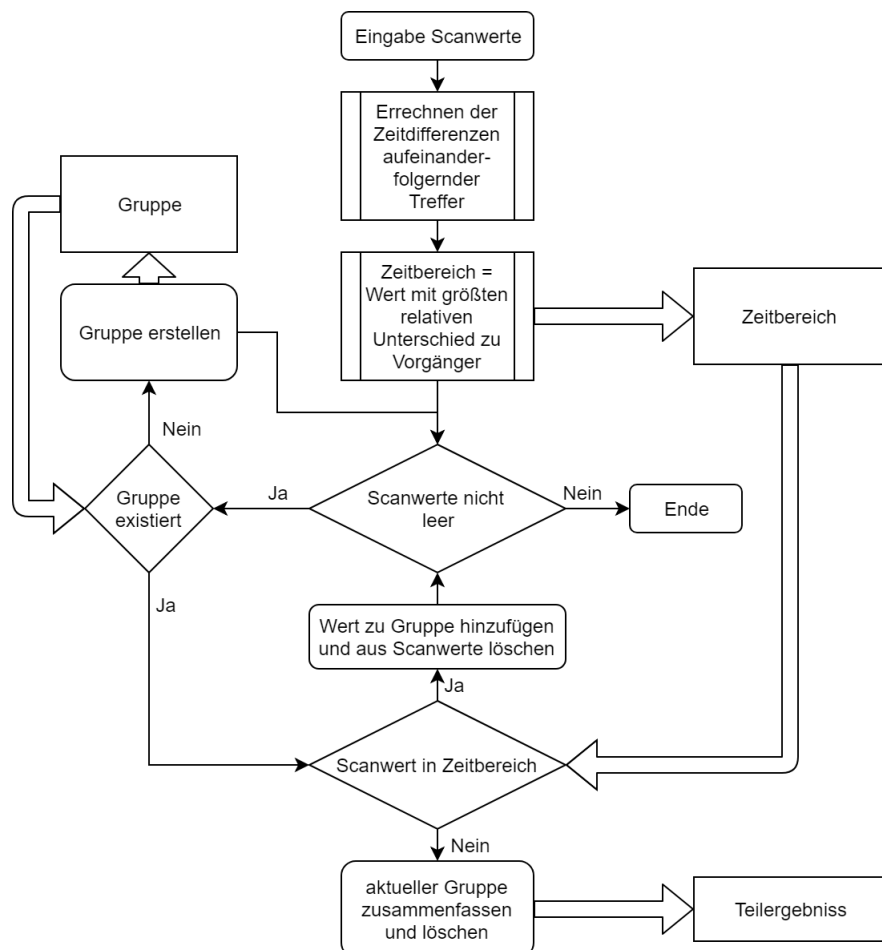 Eingabe Scanwerte
Errechnen der
Zeitdifferenzen
aufeinander-
folgernder
Treffer
Gruppe
Zeitbereich =
Wert mit größten
relativen
Unterschied zu
Vorgänger
Zeitbereich
Gruppe erstellen
Nein
Gruppe
existiert
Ja
Scanwerte nicht
leer
Nein
Ende
Ja
Wert zu Gruppe hinzufügen
und aus Scanwerte löschen
Ja
Scanwert in Zeitbereich
Nein
aktueller Gruppe
zusammenfassen
und löschen
Teilergebniss